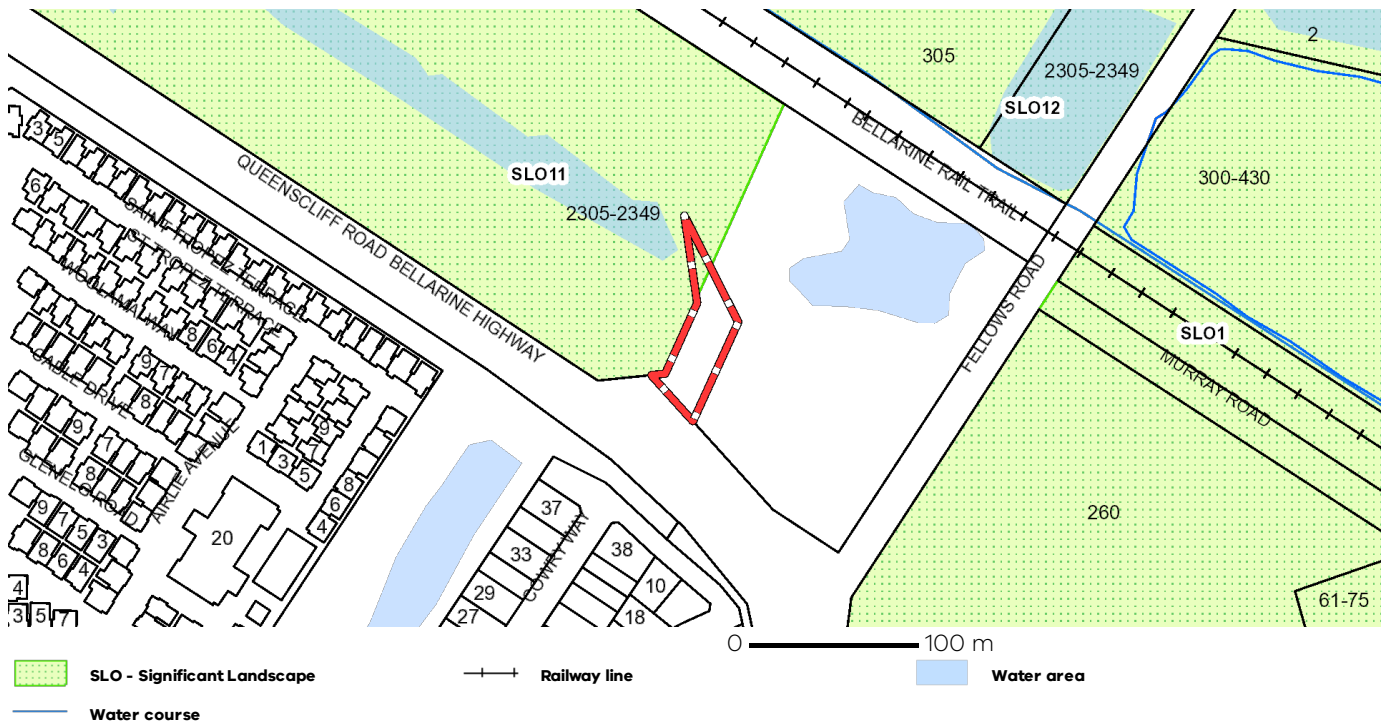 305
2305-2349
2
SLO12
BELLARINE RAIL TRAIL
3
5
QUEENSCLIFF ROAD BELLARINE HIGHWAY
SLO11
2305-2349
300-430
6
SAINT TROPEZ TERRACE
ST TROPEZ TERRACE
WOOLAMAI WAY
8
6
4
FELLOWS ROAD
SLO1
MURRAY ROAD
CABLE DRIVE
9
7
8
9
7
AIRLIE AVENUE
9
7
1
3
5
GLENELG ROAD
8
8
6
4
9
7
5
3
8
6
4
20
37
33
29
27
COWRY WAY
38
10
18
260
61-75
4
3
5
7
0
100 m
SLO - Significant Landscape
Railway line
Water area
Water course